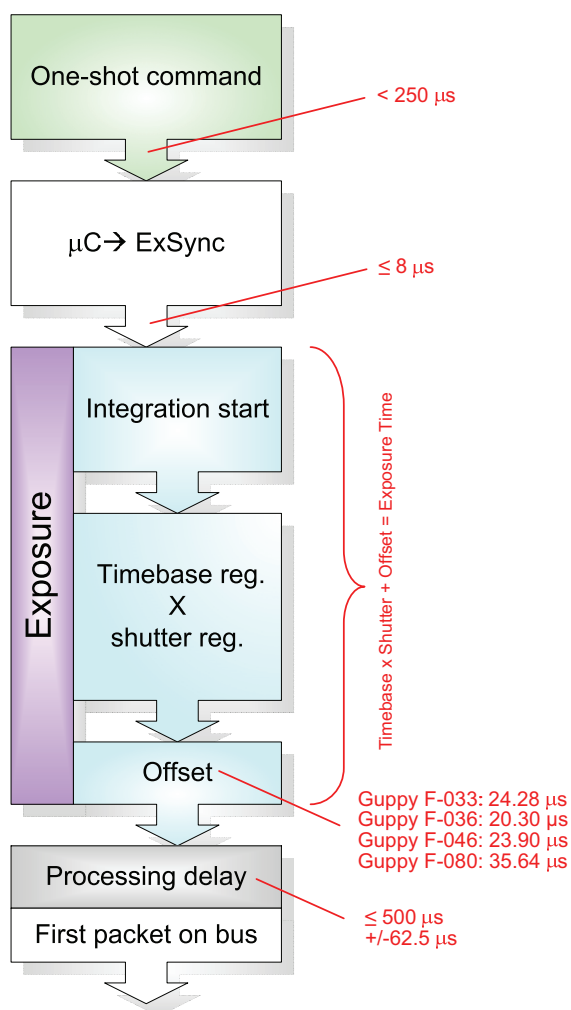 One-shot command
< 250 μs
μC→ ExSync
≤ 8 μs
Exposure
Integration start
Timebase reg.
X
shutter reg.
Timebase x Shutter + Offset = Exposure Time
Offset
Guppy F-033: 24.28 μs
Guppy F-036: 20.30 µs
Guppy F-046: 23.90 μs
Guppy F-080: 35.64 μs
Processing delay
≤ 500 μs
+/-62.5 μs
First packet on bus